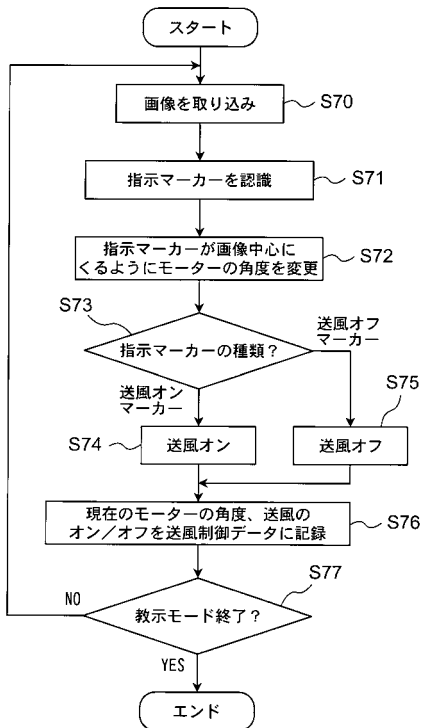 スタート
画像を取り込み
S70
指示マーカーを認識
S71
指示マーカーが画像中心に
くるようにモーターの角度を変更
S72
S73
指示マーカーの種類?
送風オフ
マーカー
送風オン
マーカー
S74
送風オン
S75
送風オフ
現在のモーターの角度、送風の
オン/オフを送風制御データに記録
S76
S77
教示モード終了?
NO
YES
エンド